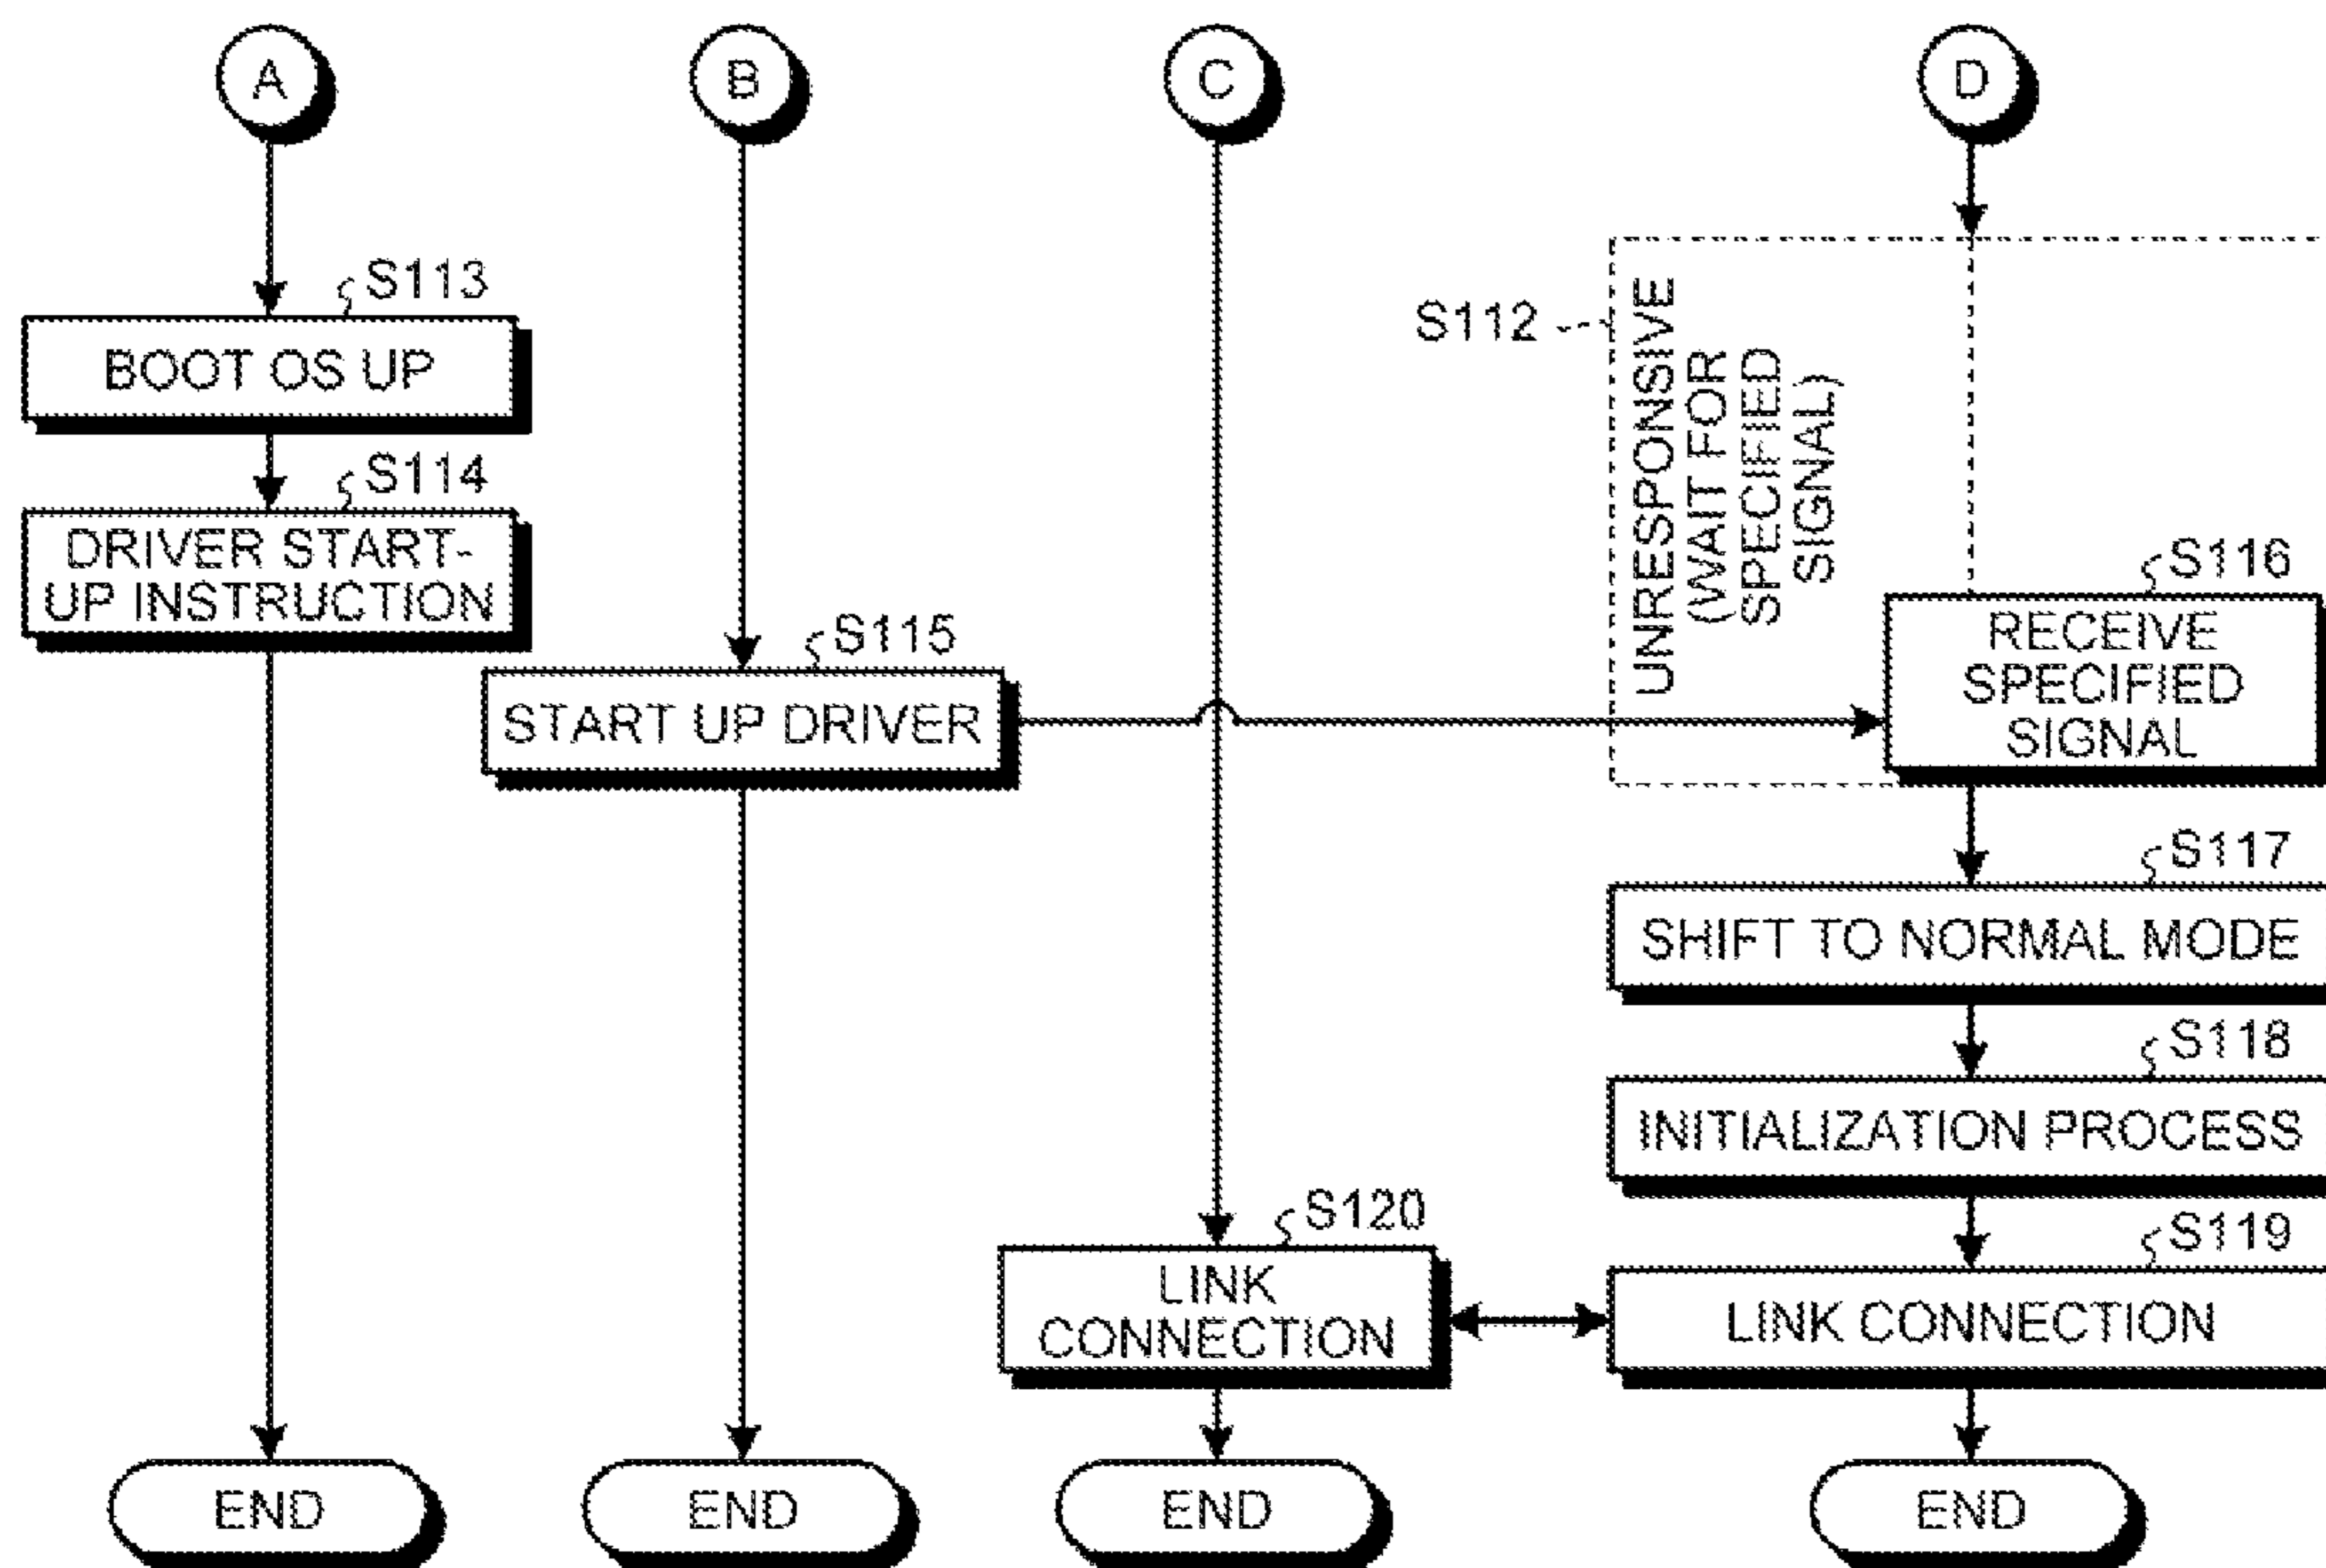 A
B
C
D
S113
BOOT OS UP
S114
DRIVER START-
UP INSTRUCTION
S115
START UP DRIVER
S112
UNRESPONSIVE
(WAIT FOR
SPECIFIED
SIGNAL)
S116
RECEIVE
SPECIFIED
SIGNAL
S117
SHIFT TO NORMAL MODE
S118
INITIALIZATION PROCESS
S120
LINK
CONNECTION
S119
LINK CONNECTION
END
END
END
END